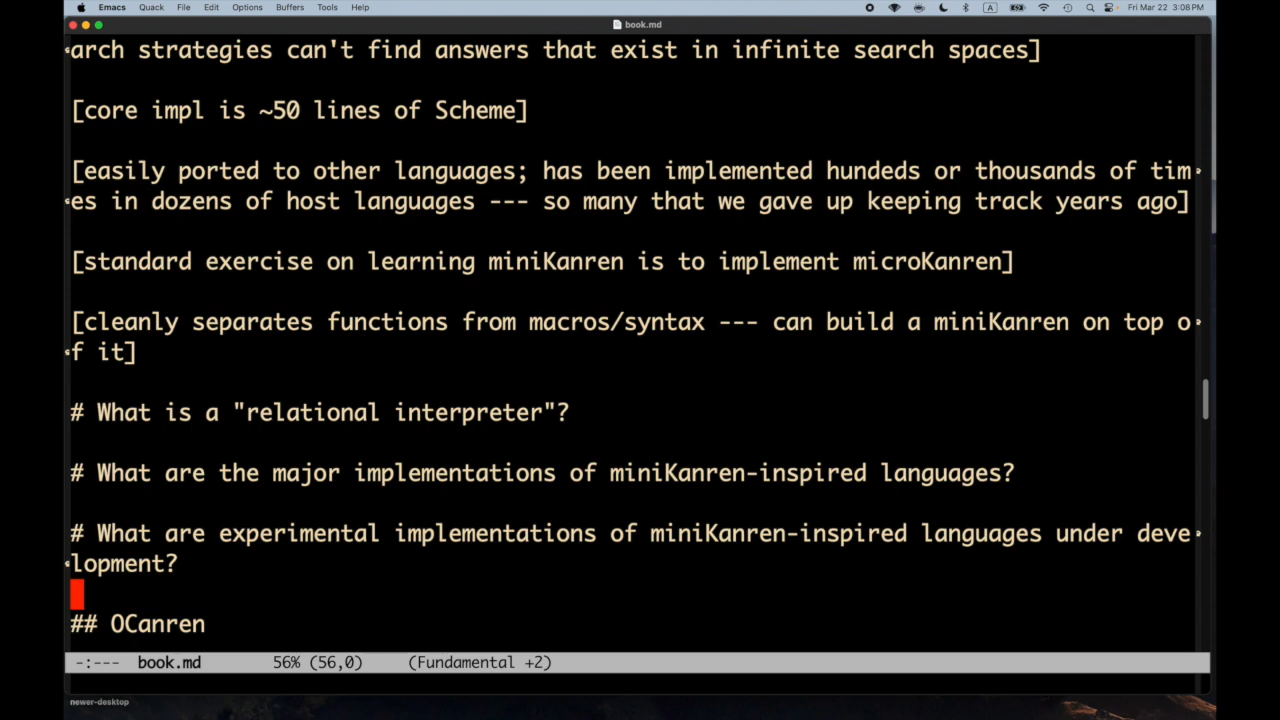 Emacs Quack File Edit Options Buffers Tools Help A Fri Mar 22 3:08 PM
book.md
arch strategies can't find answers that exist in infinite search spaces]
[core impl is ~50 lines of Scheme]
[easily ported to other languages; has been implemented hundeds or thousands of tim
es in dozens of host languages --- so many that we gave up keeping track years ago]
[standard exercise on learning miniKanren is to implement microKanren]
[cleanly separates functions from macros/syntax --- can build a miniKanren on top o
f it]
# What is a "relational interpreter"?
# What are the major implementations of miniKanren-inspired languages?
# What are experimental implementations of miniKanren-inspired languages under deve
lopment?
## OCanren
-:--- book.md 56% (56,0) (Fundamental +2)
newer-desktop